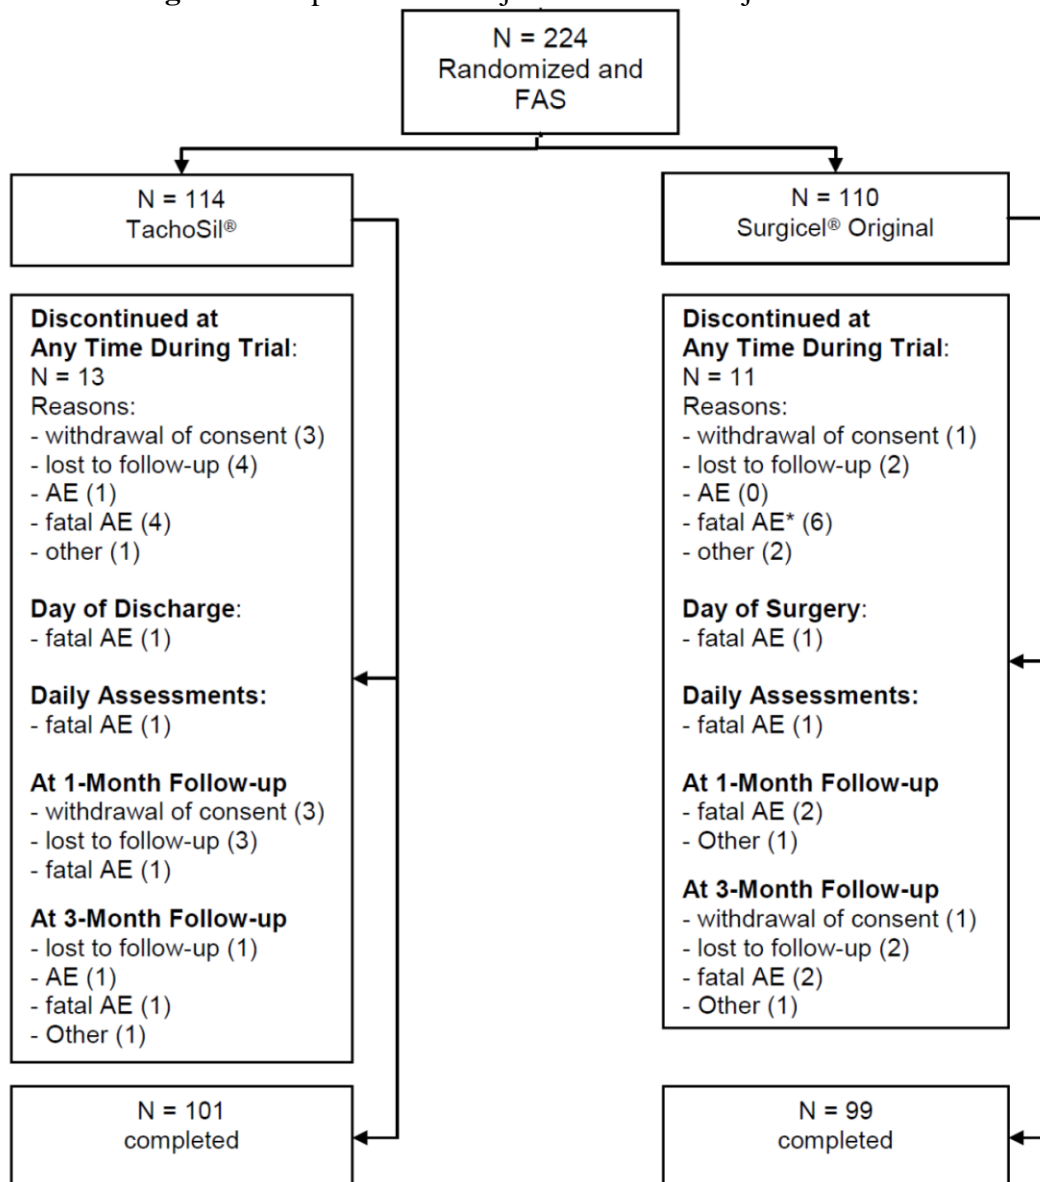 N = 224
Randomized and
FAS
N = 114
TachoSil®
N = 110
Surgicel® Original
Discontinued at
Any Time During Trial:
N = 13
Reasons:
- withdrawal of consent (3)
- lost to follow-up (4)
- AE (1)
- fatal AE (4)
- other (1)
Day of Discharge:
- fatal AE (1)
Daily Assessments:
- fatal AE (1)
At 1-Month Follow-up
- withdrawal of consent (3)
- lost to follow-up (3)
- fatal AE (1)
At 3-Month Follow-up
- lost to follow-up (1)
- AE (1)
- fatal AE (1)
- Other (1)
Discontinued at
Any Time During Trial:
N = 11
Reasons:
- withdrawal of consent (1)
- lost to follow-up (2)
- AE (0)
- fatal AE* (6)
- other (2)
Day of Surgery:
- fatal AE (1)
Daily Assessments:
- fatal AE (1)
At 1-Month Follow-up
- fatal AE (2)
- Other (1)
At 3-Month Follow-up
- withdrawal of consent (1)
- lost to follow-up (2)
- fatal AE (2)
- Other (1)
N = 101
completed
N = 99
completed